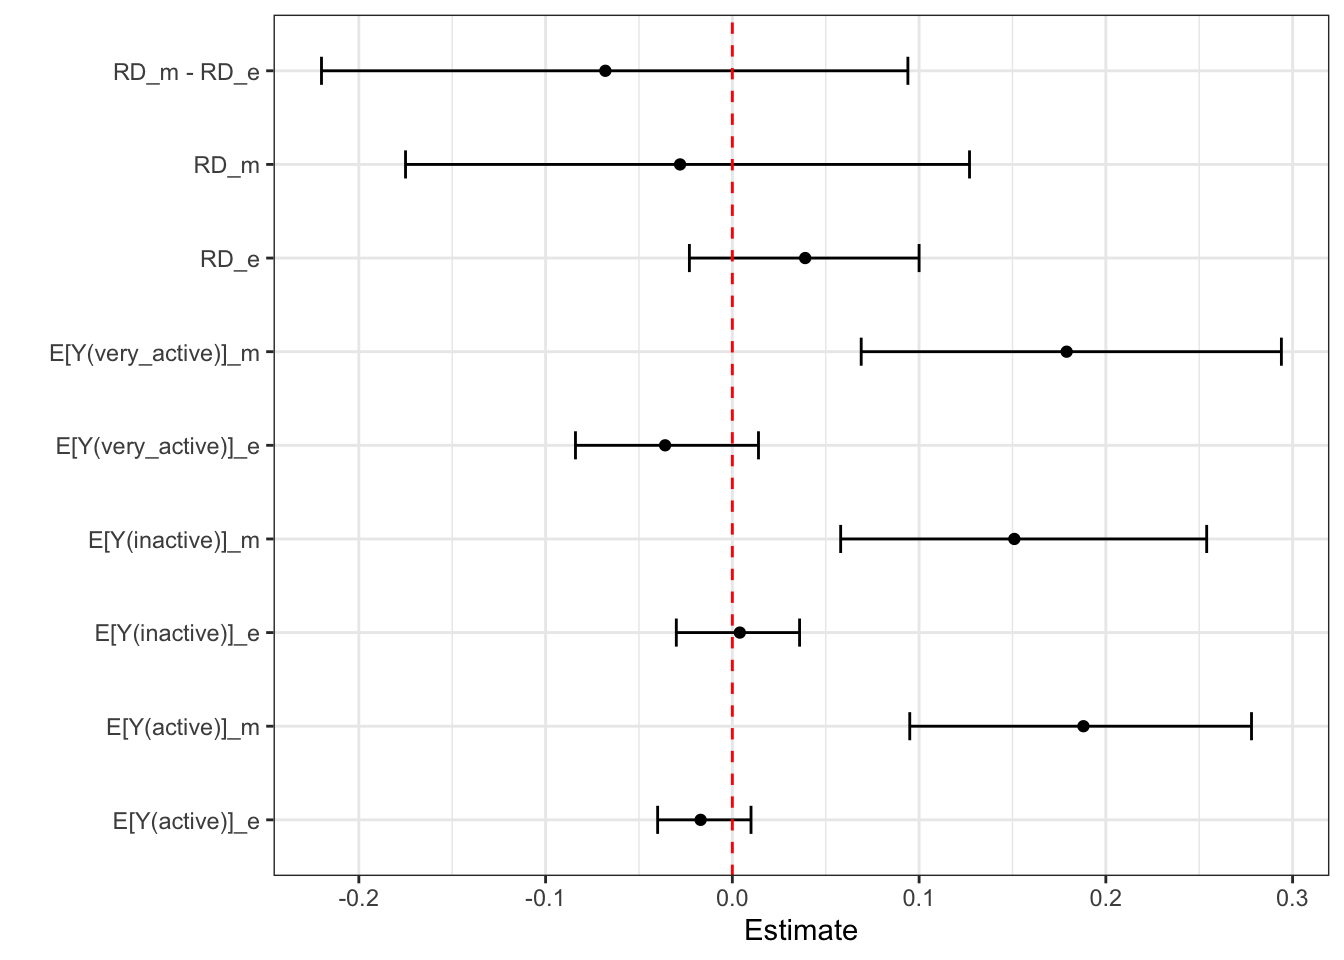 RD_m - RD_e
RD_m
RD_e
E[Y(very_active)]_m
E[Y(very_active)]_e
E[Y(inactive)]_m
E[Y(inactive)]_e
E[Y(active)]_m
E[Y(active)]_e
-0.2 -0.1 0.0 0.1 0.2 0.3
Estimate